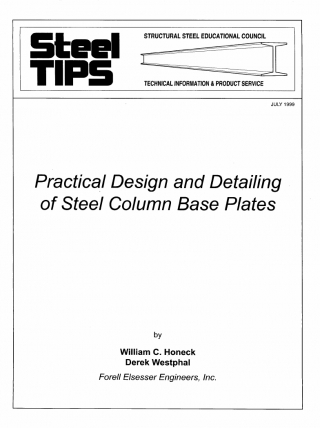 Steel
TIPS
STRUCTURAL STEEL EDUCATIONAL COUNCIL
TECHNICAL INFORMATION & PRODUCT SERVICE
JULY 1999
Practical Design and Detailing
of Steel Column Base Plates
by
William C. Honeck
Derek Westphal
Forell Elsesser Engineers, Inc.